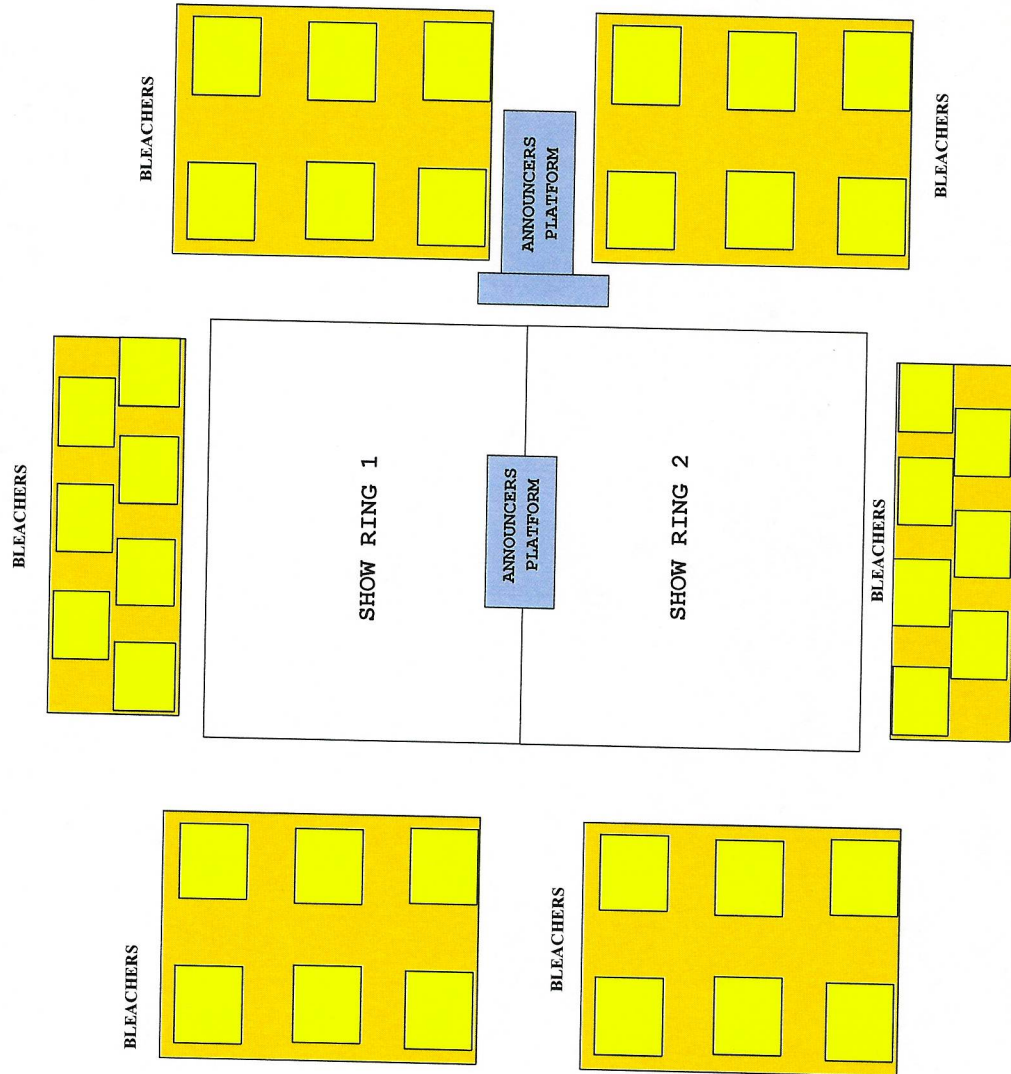 BLEACHERS
BLEACHERS
ANNOUNCERS
PLATFORM
BLEACHERS
SHOW RING 1
ANNOUNCERS
PLATFORM
SHOW RING 2
BLEACHERS
BLEACHERS
BLEACHERS